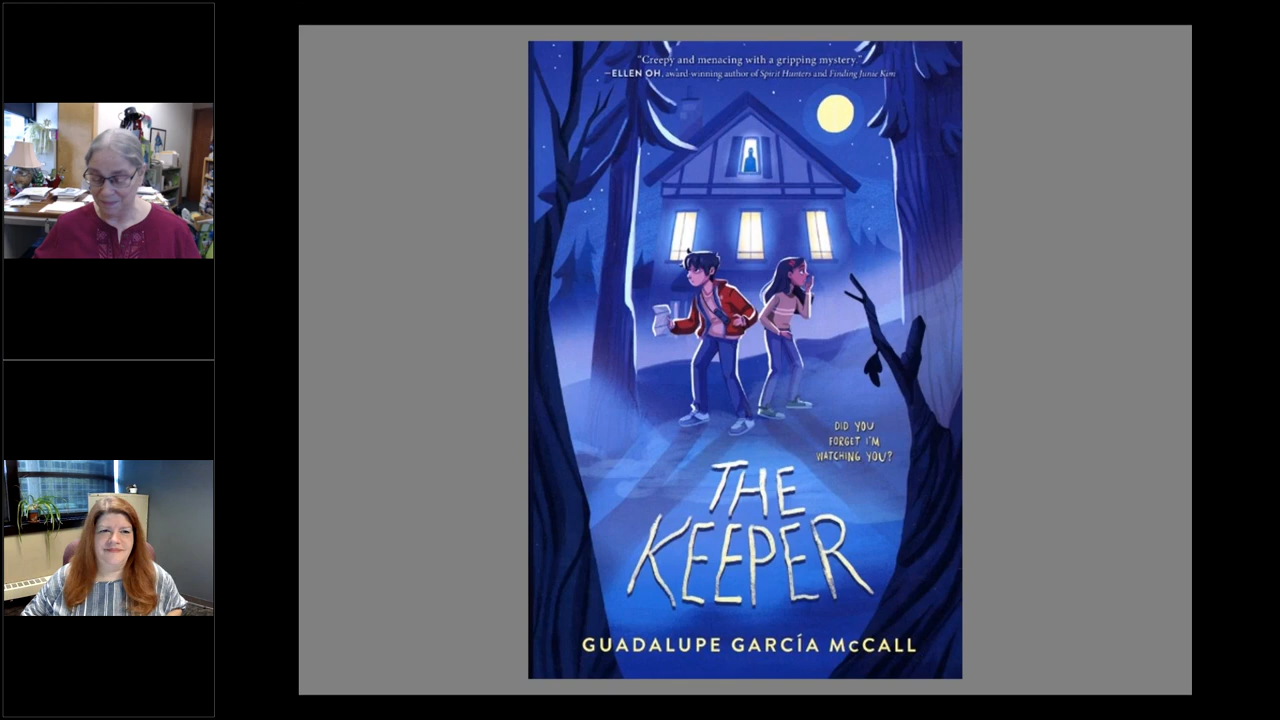 “Creepy and menacing with a gripping mystery.”
—ELLEN OH, award-winning author of Spirit Hunters and Finding Junie Kim
DID YOU
FORGET I'M
WATCHING YOU?
THE
KEEPER
GUADALUPE GARCÍA McCALL